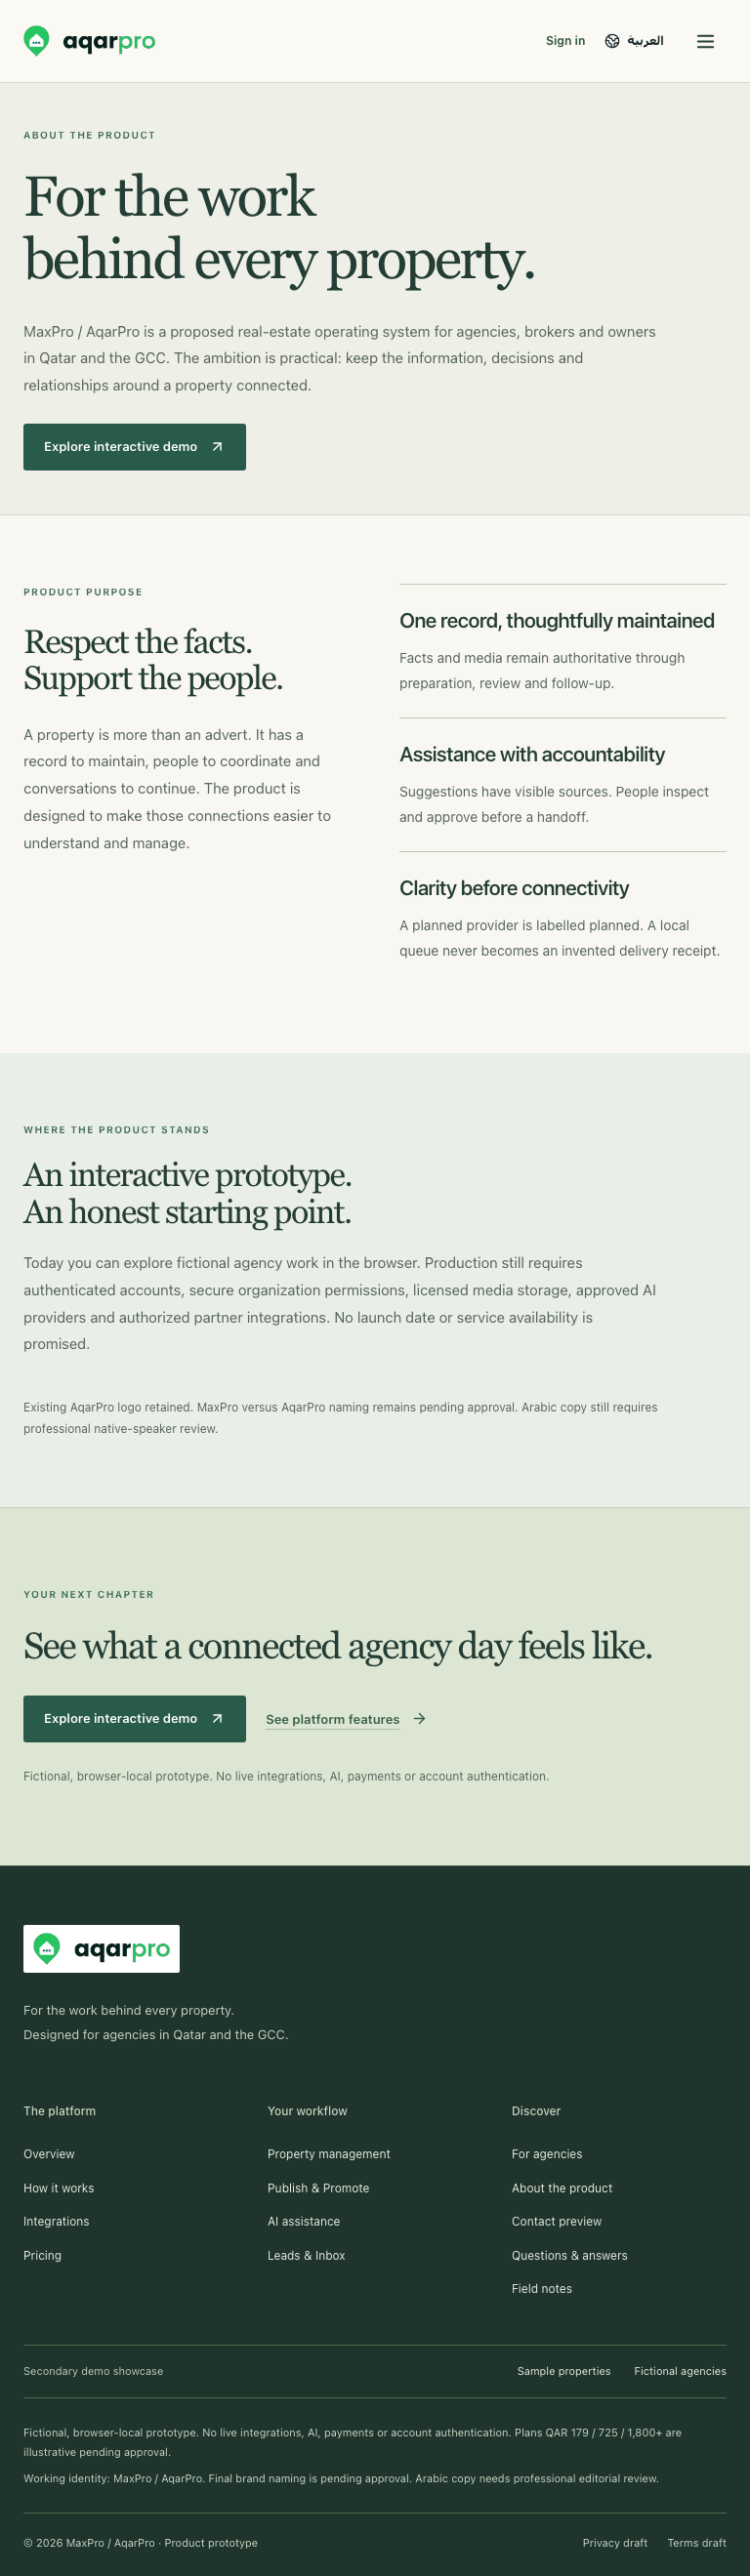 aqarpro
Sign in
العربية
ABOUT THE PRODUCT
For the work
behind every property.
MaxPro / AqarPro is a proposed real-estate operating system for agencies, brokers and owners
in Qatar and the GCC. The ambition is practical: keep the information, decisions and
relationships around a property connected.
Explore interactive demo
PRODUCT PURPOSE
Respect the facts.
Support the people.
A property is more than an advert. It has a
record to maintain, people to coordinate and
conversations to continue. The product is
designed to make those connections easier to
understand and manage.
One record, thoughtfully maintained
Facts and media remain authoritative through
preparation, review and follow-up.
Assistance with accountability
Suggestions have visible sources. People inspect
and approve before a handoff.
Clarity before connectivity
A planned provider is labelled planned. A local
queue never becomes an invented delivery receipt.
WHERE THE PRODUCT STANDS
An interactive prototype.
An honest starting point.
Today you can explore fictional agency work in the browser. Production still requires
authenticated accounts, secure organization permissions, licensed media storage, approved AI
providers and authorized partner integrations. No launch date or service availability is
promised.
Existing AqarPro logo retained. MaxPro versus AqarPro naming remains pending approval. Arabic copy still requires
professional native-speaker review.
YOUR NEXT CHAPTER
See what a connected agency day feels like.
Explore interactive demo
See platform features
Fictional, browser-local prototype. No live integrations, AI, payments or account authentication.
aqarpro
For the work behind every property.
Designed for agencies in Qatar and the GCC.
The platform
Overview
How it works
Integrations
Pricing
Your workflow
Property management
Publish & Promote
AI assistance
Leads & Inbox
Discover
For agencies
About the product
Contact preview
Questions & answers
Field notes
Secondary demo showcase
Sample properties
Fictional agencies
Fictional, browser-local prototype. No live integrations, AI, payments or account authentication. Plans QAR 179 / 725 / 1,800+ are
illustrative pending approval.
Working identity: MaxPro / AqarPro. Final brand naming is pending approval. Arabic copy needs professional editorial review.
© 2026 MaxPro / AqarPro · Product prototype
Privacy draft
Terms draft